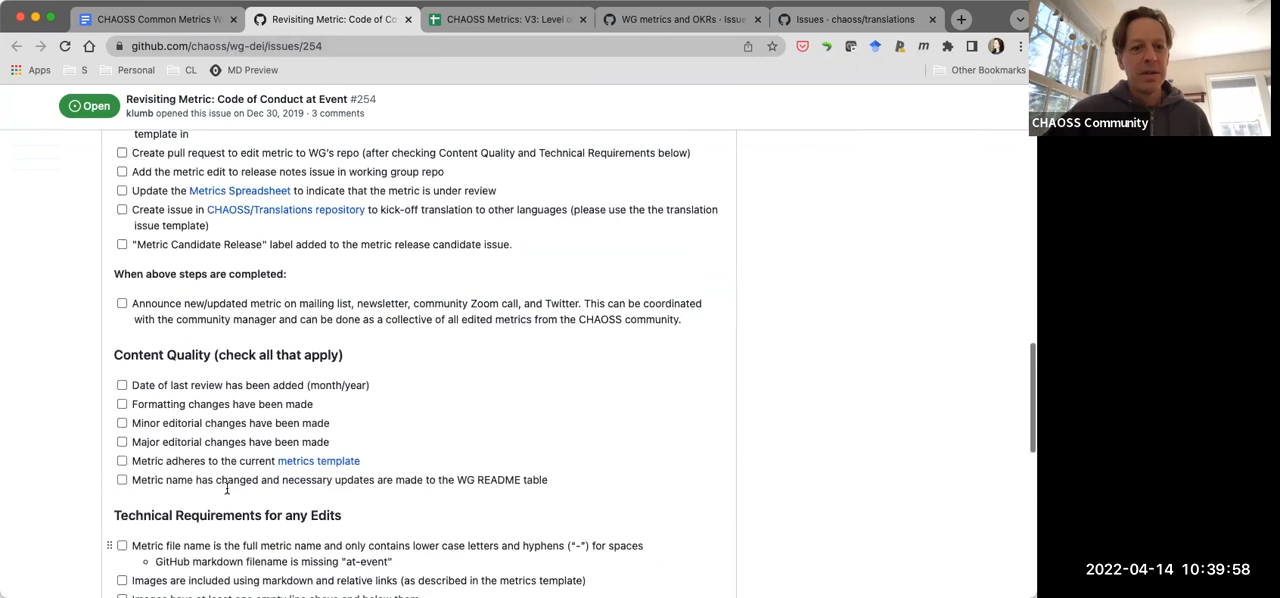 CHAOSS Common Metrics W
Revisiting Metric: Code of Co
CHAOSS Metrics: V3: Level o
WG metrics and OKRs · Issue
Issues · chaoss/translations
github.com/chaoss/wg-dei/issues/254
Apps
S
Personal
CL
MD Preview
Other Bookmarks
CHAOSS Community
Open
Revisiting Metric: Code of Conduct at Event #254
klumb opened this issue on Dec 30, 2019 · 3 comments
template in
Create pull request to edit metric to WG's repo (after checking Content Quality and Technical Requirements below)
Add the metric edit to release notes issue in working group repo
Update the Metrics Spreadsheet to indicate that the metric is under review
Create issue in CHAOSS/Translations repository to kick-off translation to other languages (please use the the translation
issue template)
"Metric Candidate Release" label added to the metric release candidate issue.
When above steps are completed:
Announce new/updated metric on mailing list, newsletter, community Zoom call, and Twitter. This can be coordinated
with the community manager and can be done as a collective of all edited metrics from the CHAOSS community.
Content Quality (check all that apply)
Date of last review has been added (month/year)
Formatting changes have been made
Minor editorial changes have been made
Major editorial changes have been made
Metric adheres to the current metrics template
Metric name has changed and necessary updates are made to the WG README table
Technical Requirements for any Edits
Metric file name is the full metric name and only contains lower case letters and hyphens ("-") for spaces
GitHub markdown filename is missing "at-event"
Images are included using markdown and relative links (as described in the metrics template)
Images have at least one empty line above and below them
2022-04-14 10:39:58